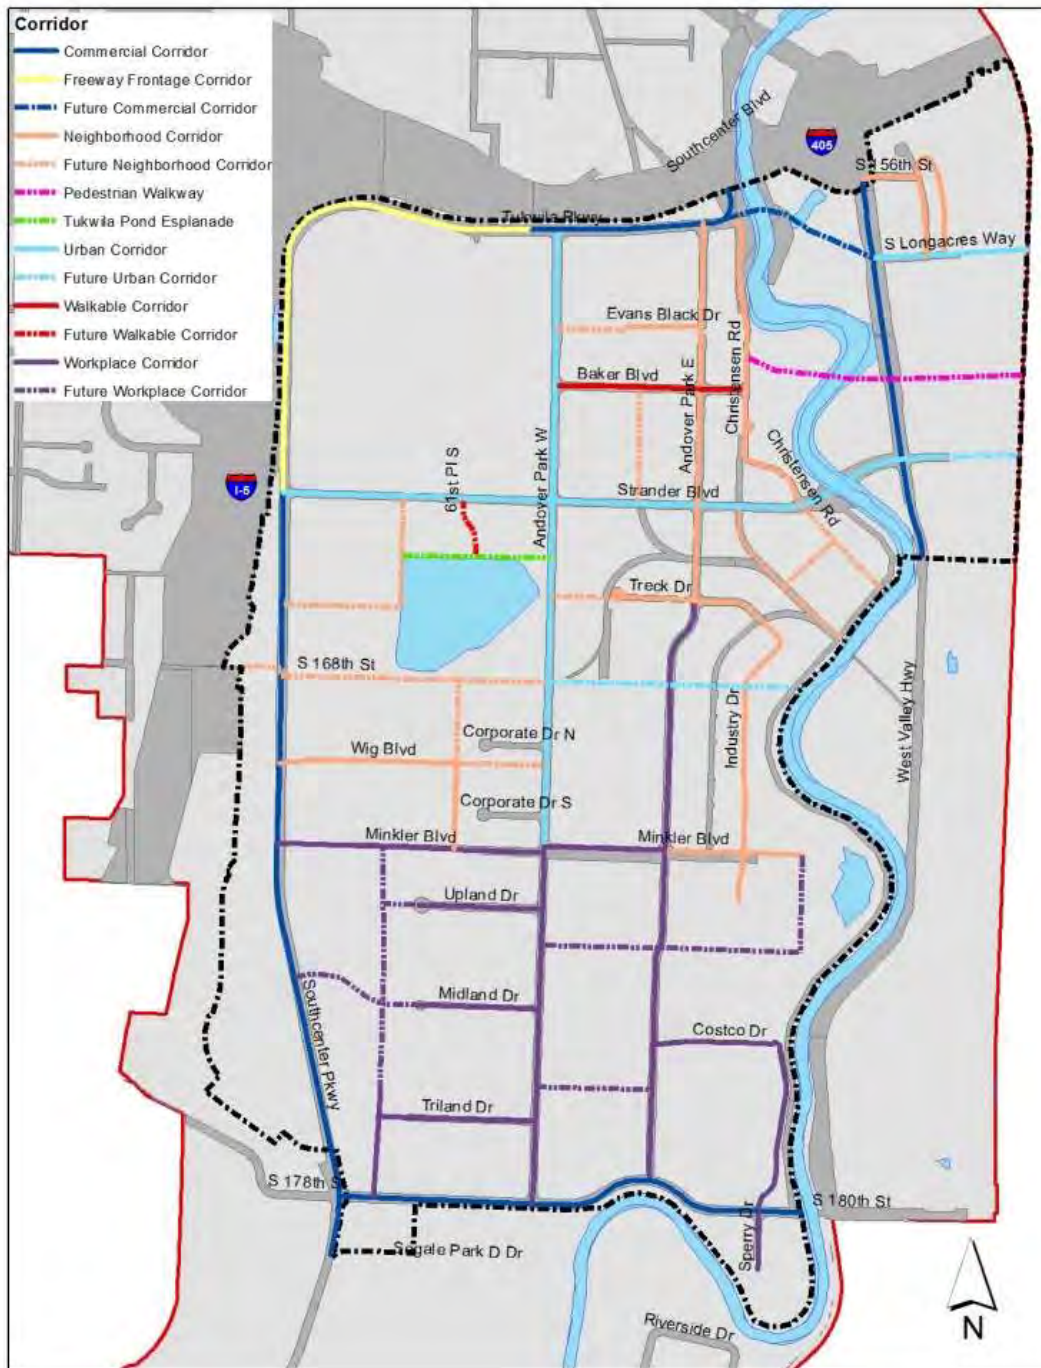 Corridor
Commercial Corridor
Freeway Frontage Corridor
Future Commercial Corridor
Neighborhood Corridor
Future Neighborhood Corridor
Pedestrian Walkway
Tukwila Pond Esplanade
Urban Corridor
Future Urban Corridor
Walkable Corridor
Future Walkable Corridor
Workplace Corridor
Future Workplace Corridor
Southcenter Blvd
405
S 156th St
Tukwila Pkwy
S Longacres Way
Evans Black Dr
Christensen Rd
Baker Blvd
Andover Park E
Christensen Rd
I-5
61st Pl S
Andover Park W
Strander Blvd
Treck Dr
S 168th St
Industry Dr
West Valley Hwy
Corporate Dr N
Wig Blvd
Corporate Dr S
Minkler Blvd
Minkler Blvd
Upland Dr
Midland Dr
Southcenter Pkwy
Costco Dr
Triland Dr
S 178th S
S 180th St
Sperry Dr
Segale Park D Dr
Riverside Dr
N